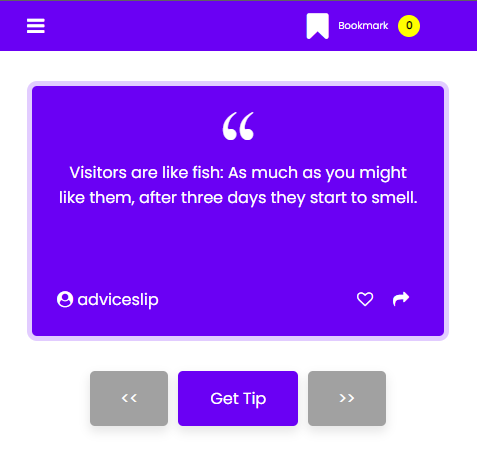 Bookmark 0
“
Visitors are like fish: As much as you might
like them, after three days they start to smell.
adviceslip
<< Get Tip >>